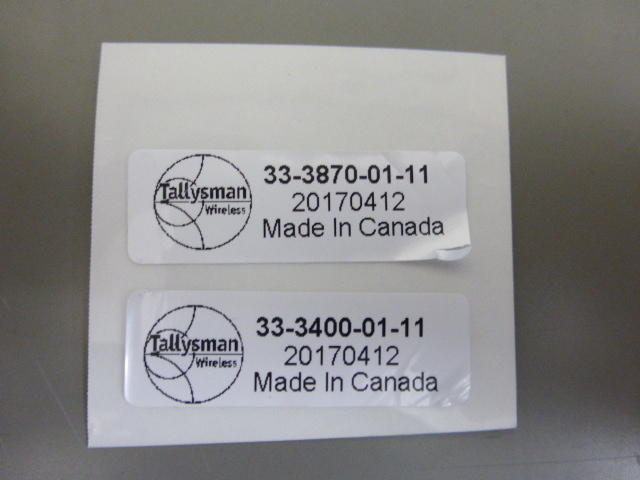 Tallysman
Wireless
33-3870-01-11
20170412
Made In Canada
Tallysman
Wireless
33-3400-01-11
20170412
Made In Canada